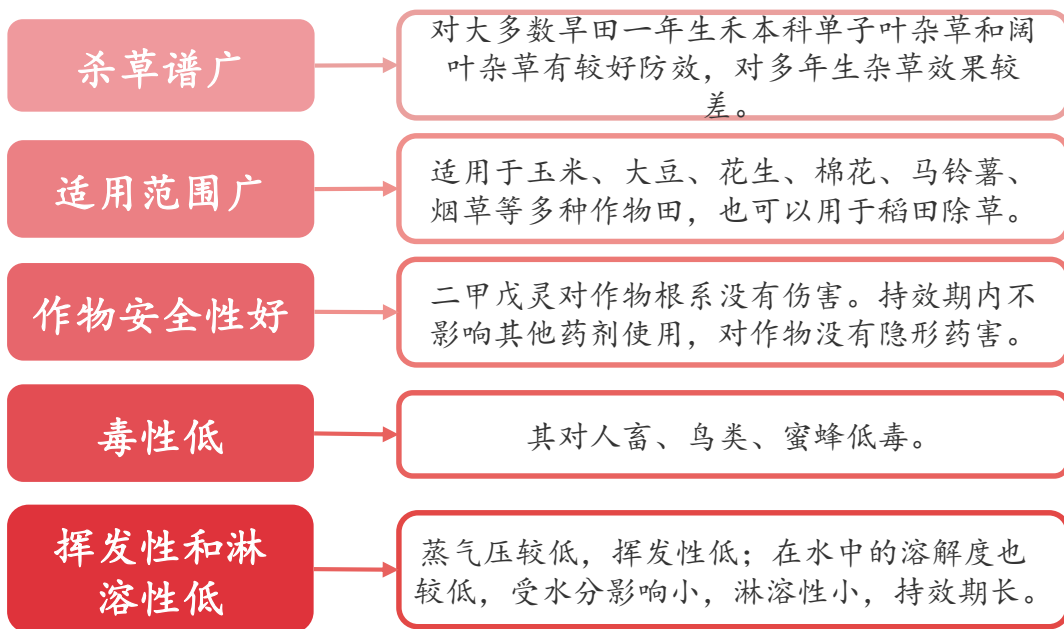 杀草谱广
对大多数旱田一年生禾本科单子叶杂草和阔
叶杂草有较好防效，对多年生杂草效果较
差。
适用范围广
适用于玉米、大豆、花生、棉花、马铃薯、
烟草等多种作物田，也可以用于稻田除草。
作物安全性好
二甲戊灵对作物根系没有伤害。持效期内不
影响其他药剂使用，对作物没有隐形药害。
毒性低
其对人畜、鸟类、蜜蜂低毒。
挥发性和淋
溶性低
蒸气压较低，挥发性低；在水中的溶解度也
较低，受水分影响小，淋溶性小，持效期长。